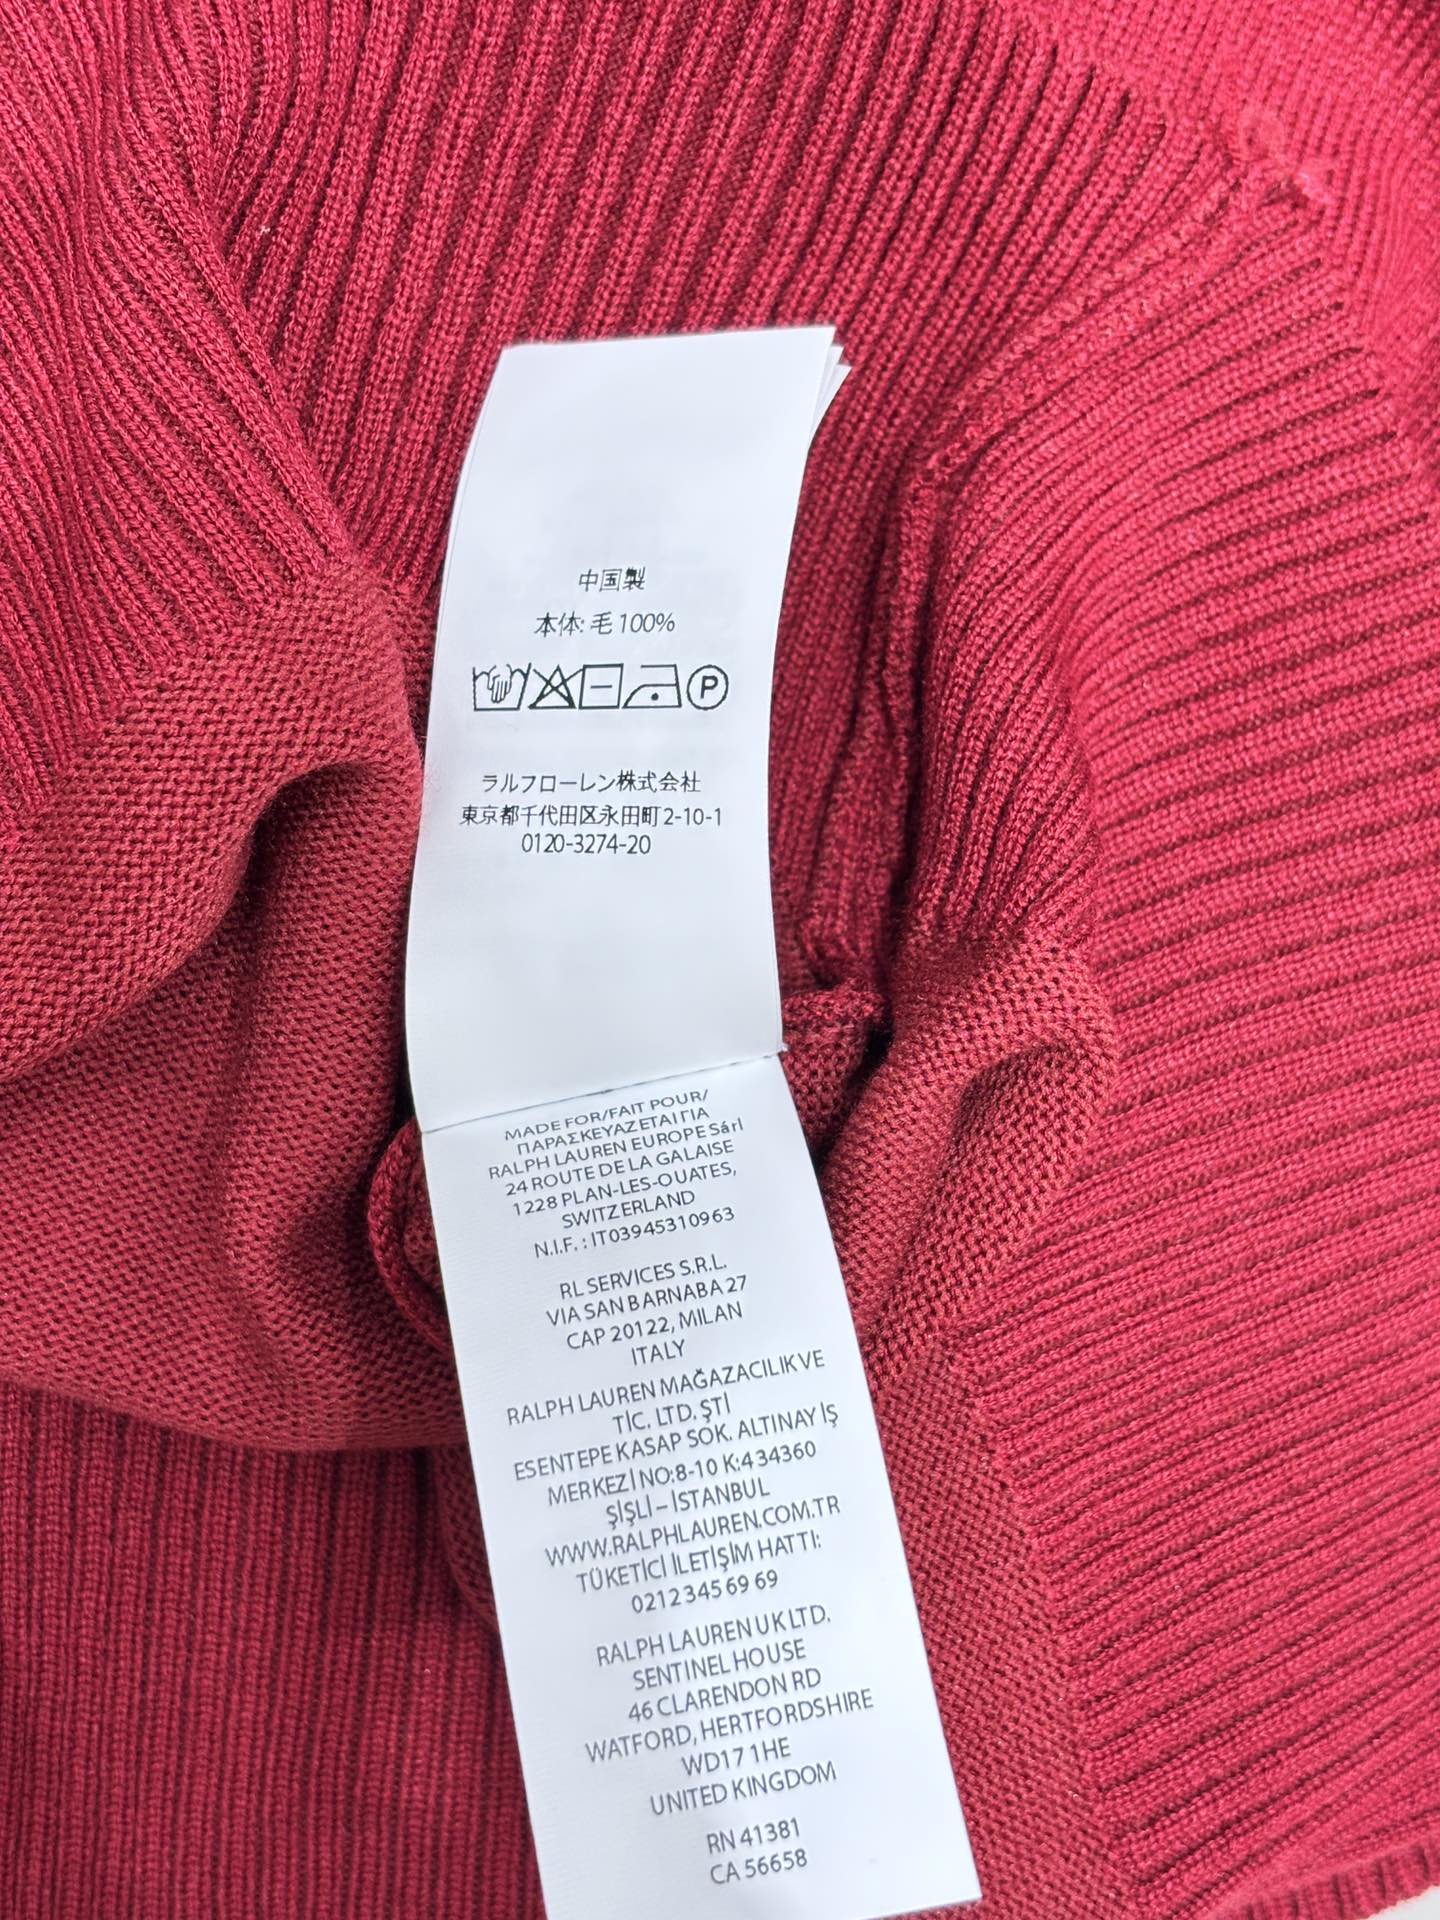 中国製
本体: 毛 100%
P
ラルフローレン株式会社
東京都千代田区永田町 2-10-1
0120-3274-20
MADE FOR/FAIT POUR/
ΠΑΡΑΣΚΕΥΑΖΕΤΑΙ ΓΙΑ
RALPH LAUREN EUROPE Sárl
24 ROUTE DE LA GALAISE
1228 PLAN-LES-OUATES,
SWITZERLAND
N.I.F. : IT03945310963
RL SERVICES S.R.L.
VIA SAN BARNABA 27
CAP 20122, MILAN
ITALY
RALPH LAUREN MAĞAZACILIK VE
TİC. LTD. ŞTİ
ESENTEPE KASAP SOK. ALTINAY İŞ
MERKEZİ NO:8-10 K:4 34360
ŞİŞLİ – İSTANBUL
WWW.RALPHLAUREN.COM.TR
TÜKETİCİ İLETİŞİM HATTI:
0212 345 69 69
RALPH LAUREN UK LTD.
SENTINEL HOUSE
46 CLARENDON RD
WATFORD, HERTFORDSHIRE
WD17 1HE
UNITED KINGDOM
RN 41381
CA 56658